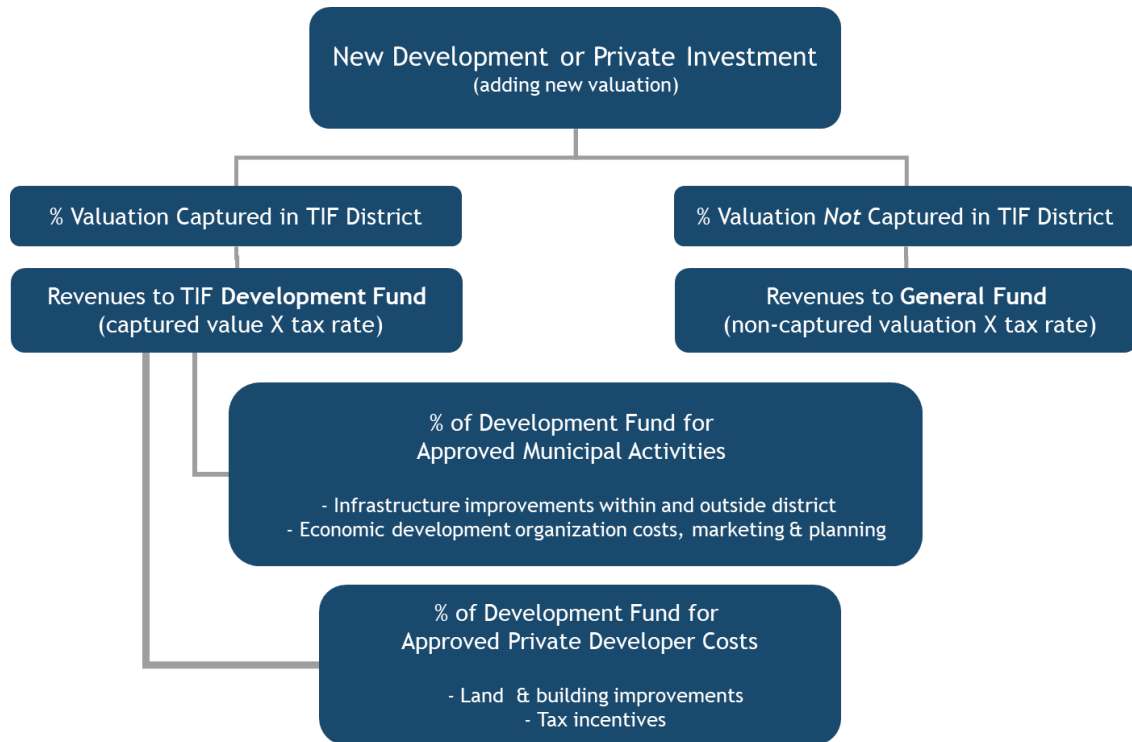 New Development or Private Investment
(adding new valuation)
% Valuation Captured in TIF District
% Valuation Not Captured in TIF District
Revenues to TIF Development Fund
(captured value X tax rate)
Revenues to General Fund
(non-captured valuation X tax rate)
% of Development Fund for
Approved Municipal Activities
- Infrastructure improvements within and outside district
- Economic development organization costs, marketing & planning
% of Development Fund for
Approved Private Developer Costs
- Land & building improvements
- Tax incentives